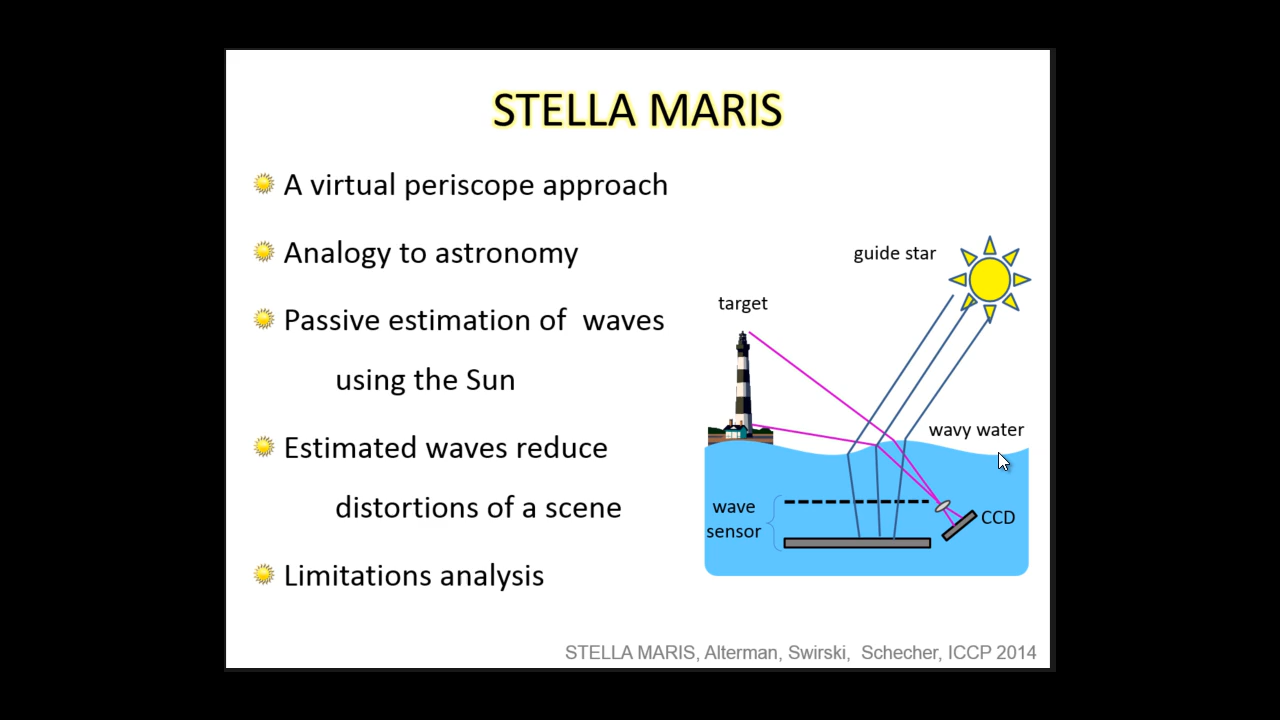 STELLA MARIS
A virtual periscope approach
Analogy to astronomy
Passive estimation of  waves
using the Sun
Estimated waves reduce
distortions of a scene
Limitations analysis
guide star
target
wavy water
wave
sensor
CCD
STELLA MARIS, Alterman, Swirski,  Schecher, ICCP 2014